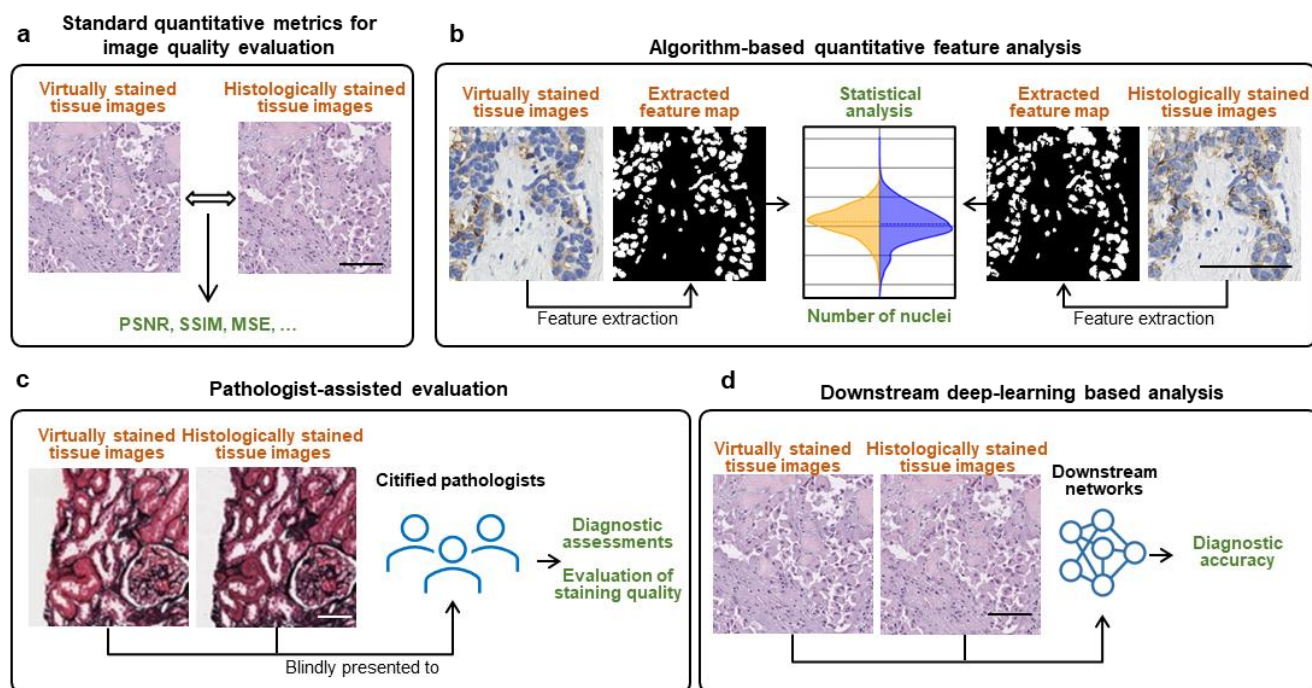 a
Standard quantitative metrics for
image quality evaluation
Virtually stained
tissue images
Histologically stained
tissue images
PSNR, SSIM, MSE, …
b
Algorithm-based quantitative feature analysis
Virtually stained
tissue images
Extracted
feature map
Statistical
analysis
Extracted
feature map
Histologically stained
tissue images
Feature extraction
Number of nuclei
Feature extraction
c
Pathologist-assisted evaluation
Virtually stained
tissue images
Histologically stained
tissue images
Citified pathologists
Diagnostic
assessments
Evaluation of
staining quality
Blindly presented to
d
Downstream deep-learning based analysis
Virtually stained
tissue images
Histologically stained
tissue images
Downstream
networks
Diagnostic
accuracy